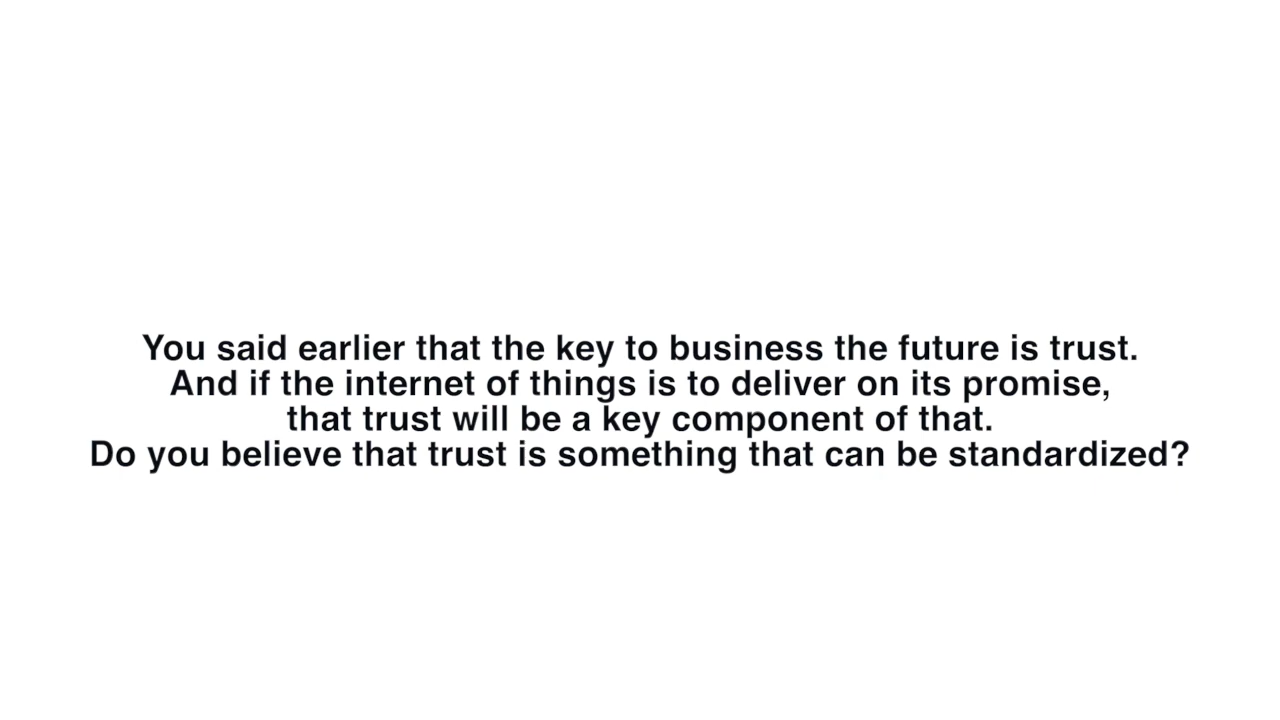 You said earlier that the key to business the future is trust.
And if the internet of things is to deliver on its promise,
that trust will be a key component of that.
Do you believe that trust is something that can be standardized?